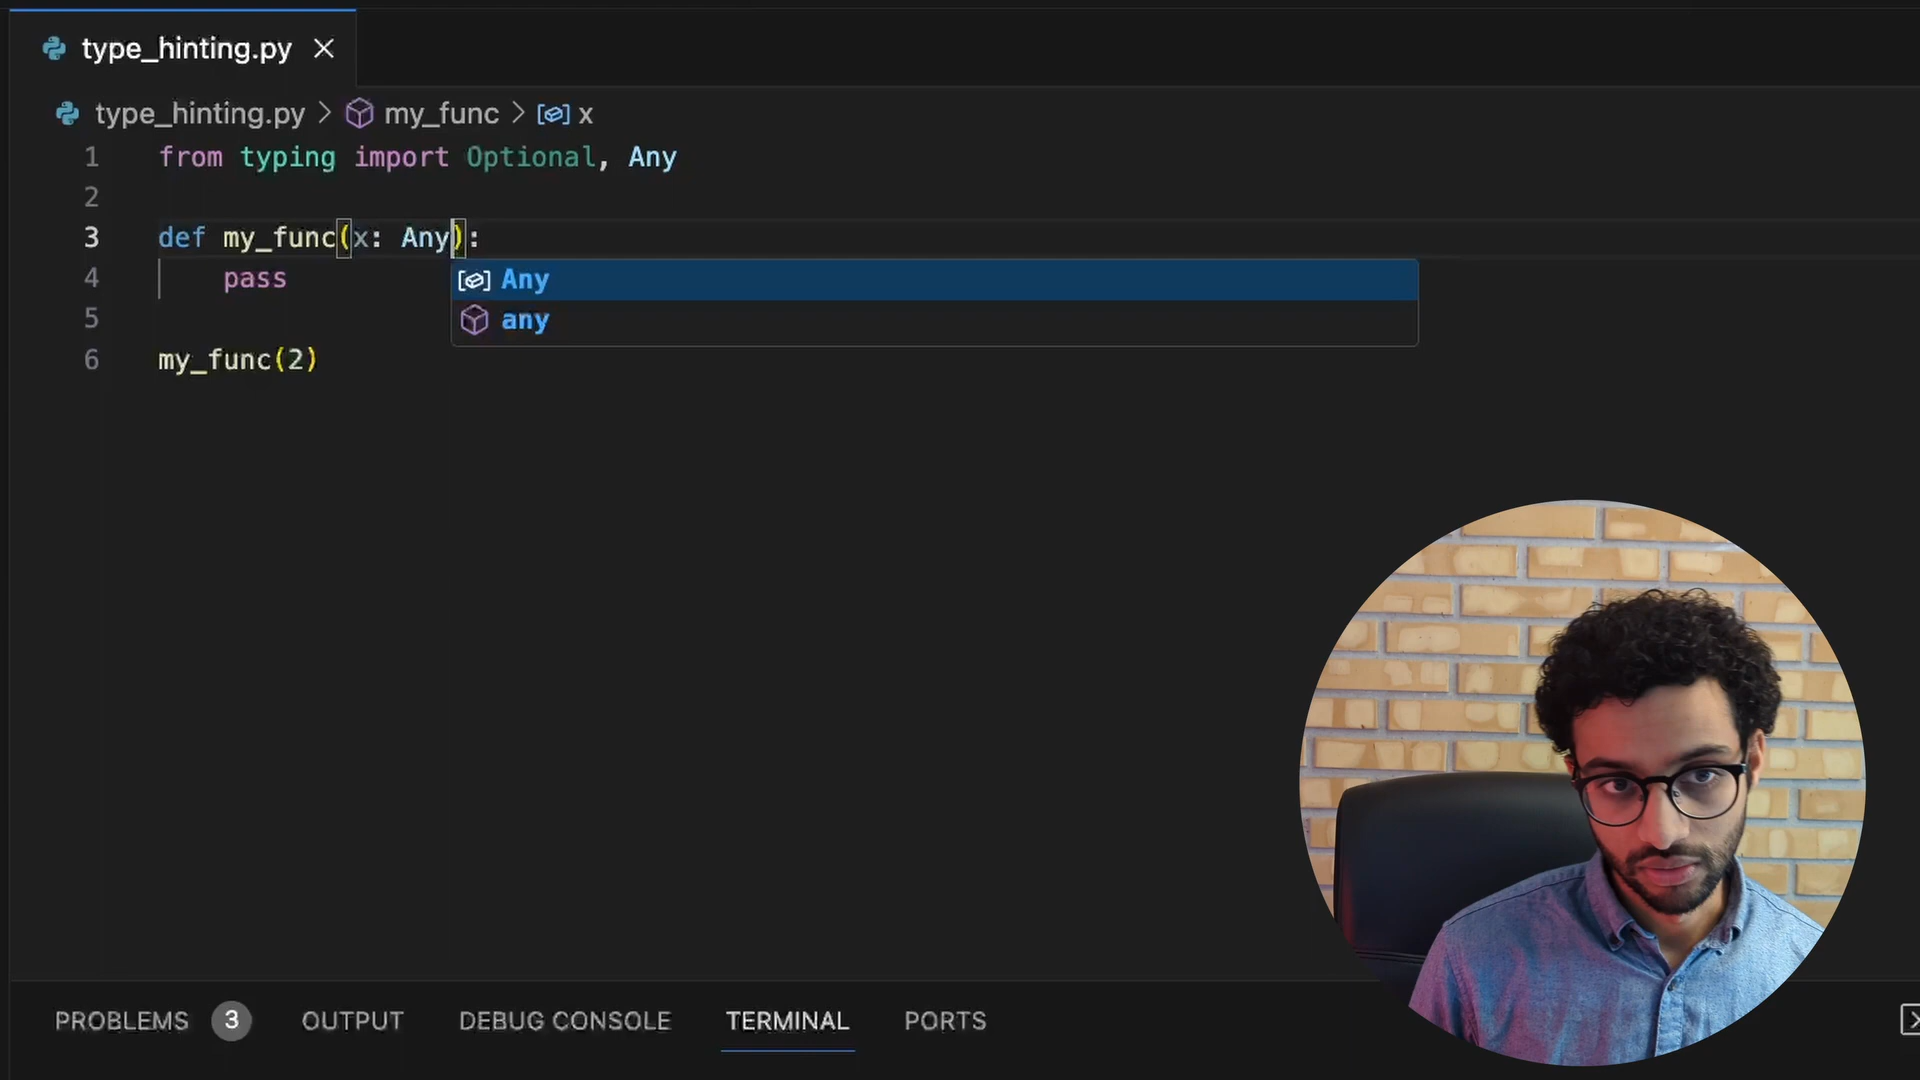 type_hinting.py
type_hinting.py > my_func > x
1 from typing import Optional, Any
2
3 def my_func(x: Any):
Any
4 pass
any
5
6 my_func(2)
PROBLEMS 3 OUTPUT DEBUG CONSOLE TERMINAL PORTS